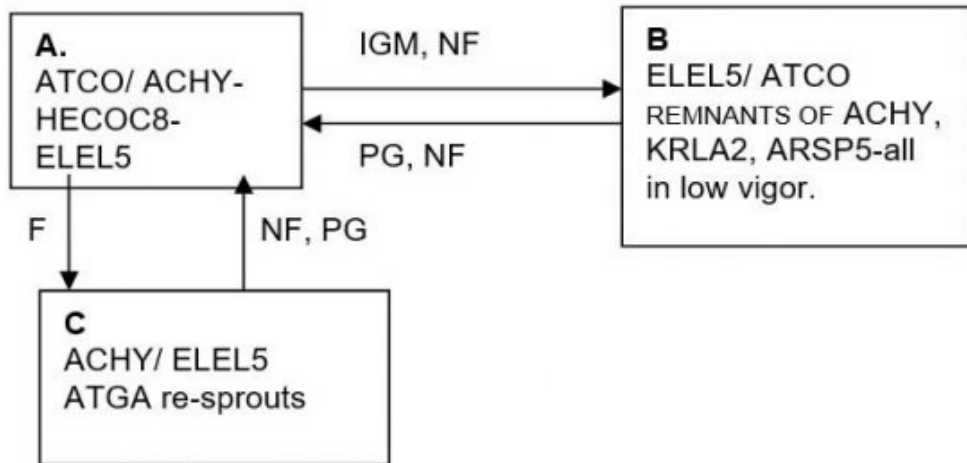 A.
ATCO/ ACHY-
HECOC8-
ELEL5
IGM, NF
PG, NF
B
ELEL5/ ATCO
REMNANTS OF ACHY,
KRLA2, ARSP5-all
in low vigor.
F
NF, PG
C
ACHY/ ELEL5
ATGA re-sprouts